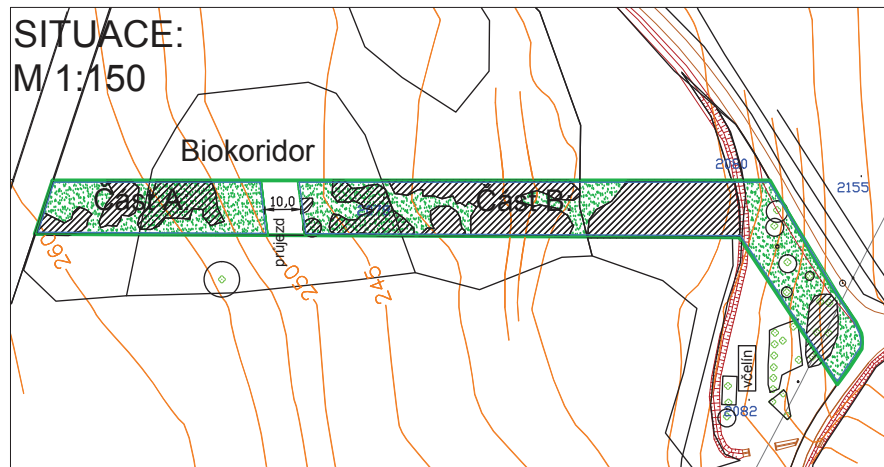 SITUACE:
M 1:150
Biokoridor
Část A
10,0
průjezd
Část B
2080
2155
260
250
245
včelín
2082